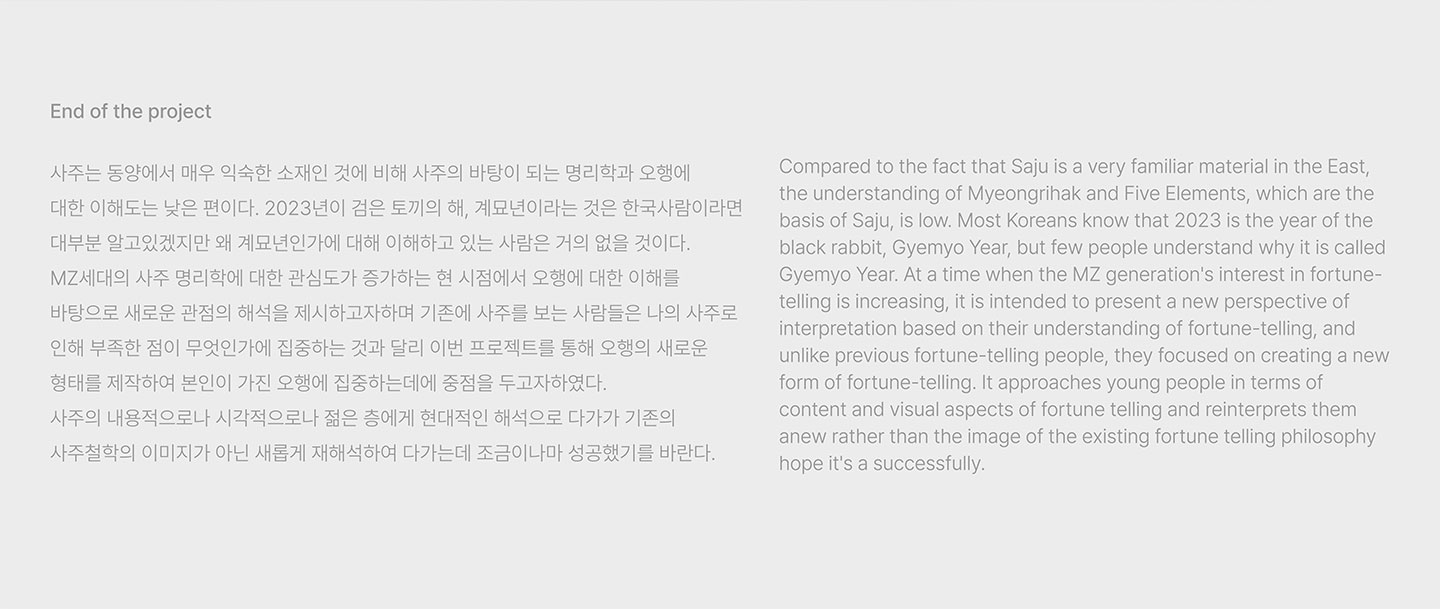 End of the project
사주는 동양에서 매우 익숙한 소재인 것에 비해 사주의 바탕이 되는 명리학과 오행에
대한 이해도는 낮은 편이다. 2023년이 검은 토끼의 해, 계묘년이라는 것은 한국사람이라면
대부분 알고있겠지만 왜 계묘년인가에 대해 이해하고 있는 사람은 거의 없을 것이다.
MZ세대의 사주 명리학에 대한 관심도가 증가하는 현 시점에서 오행에 대한 이해를
바탕으로 새로운 관점의 해석을 제시하고자하며 기존에 사주를 보는 사람들은 나의 사주로
인해 부족한 점이 무엇인가에 집중하는 것과 달리 이번 프로젝트를 통해 오행의 새로운
형태를 제작하여 본인이 가진 오행에 집중하는데에 중점을 두고자하였다.
사주의 내용적으로나 시각적으로나 젊은 층에게 현대적인 해석으로 다가가 기존의
사주철학의 이미지가 아닌 새롭게 재해석하여 다가는데 조금이나마 성공했기를 바란다.
Compared to the fact that Saju is a very familiar material in the East,
the understanding of Myeongrihak and Five Elements, which are the
basis of Saju, is low. Most Koreans know that 2023 is the year of the
black rabbit, Gyemyo Year, but few people understand why it is called
Gyemyo Year. At a time when the MZ generation's interest in fortune-
telling is increasing, it is intended to present a new perspective of
interpretation based on their understanding of fortune-telling, and
unlike previous fortune-telling people, they focused on creating a new
form of fortune-telling. It approaches young people in terms of
content and visual aspects of fortune telling and reinterprets them
anew rather than the image of the existing fortune telling philosophy
hope it's a successfully.